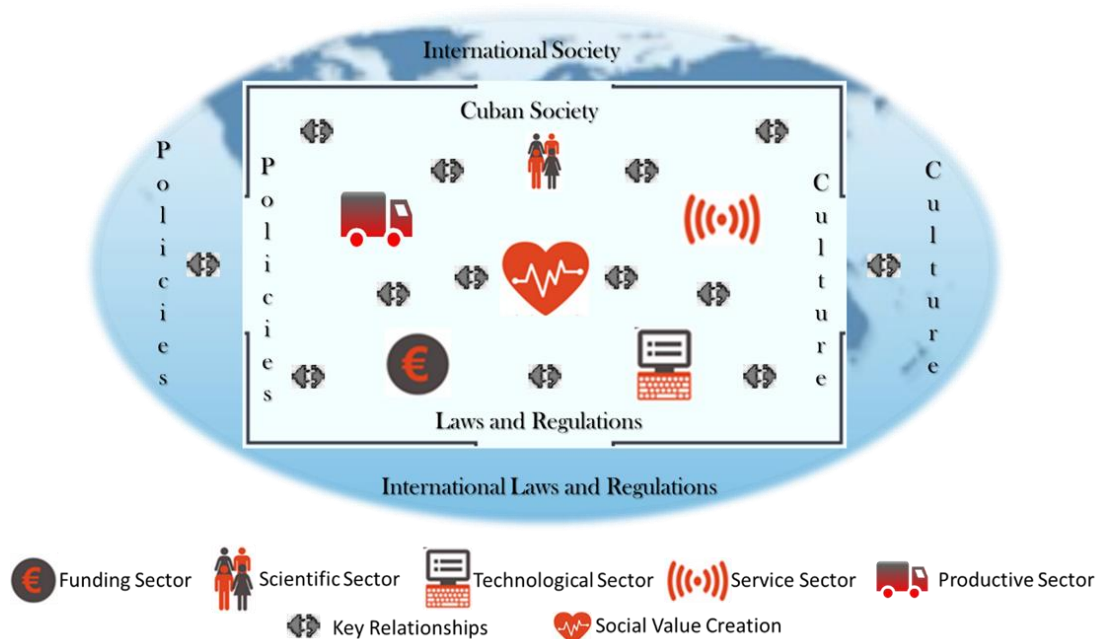 International Society
Cuban Society
Policies
Policies
Culture
Culture
Laws and Regulations
International Laws and Regulations
€ Funding Sector
Scientific Sector
Technological Sector
Service Sector
Productive Sector
Key Relationships
Social Value Creation